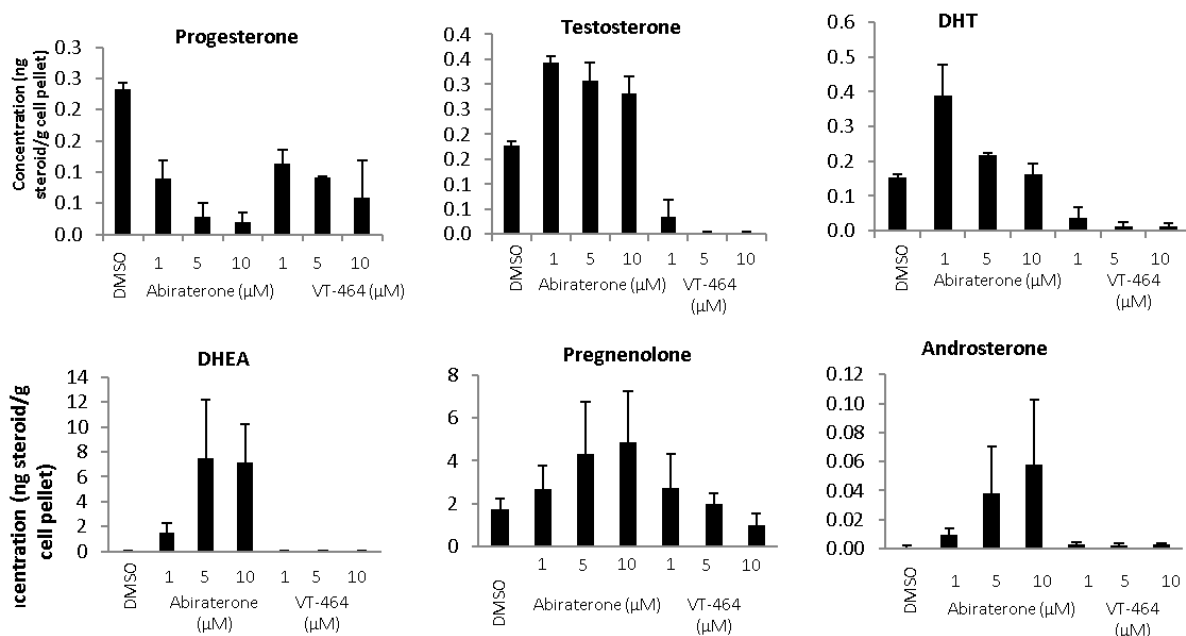 Progesterone
Concentration (ng
steroid/g cell pellet)
0.3
0.3
0.2
0.2
0.1
0.1
0.0
DMSO
1 5 10 1 5 10
Abiraterone (µM) VT-464 (µM)
Testosterone
0.4
0.4
0.3
0.3
0.2
0.2
0.1
0.1
0.0
DMSO
1 5 10 1 5 10
Abiraterone (µM) VT-464
(µM)
DHT
0.6
0.5
0.4
0.3
0.2
0.1
0.0
DMSO
1 5 10 1 5 10
Abiraterone (µM) VT-464
(µM)
DHEA
ıcentration (ng steroid/g
cell pellet)
14
12
10
8
6
4
2
0
DMSO
1 5 10 1 5 10
Abiraterone VT-464
(µM) (µM)
Pregnenolone
8
6
4
2
0
DMSO
1 5 10 1 5 10
Abiraterone (µM) VT-464
(µM)
Androsterone
0.12
0.10
0.08
0.06
0.04
0.02
0.00
DMSO
1 5 10 1 5 10
Abiraterone (µM) VT-464
(µM)